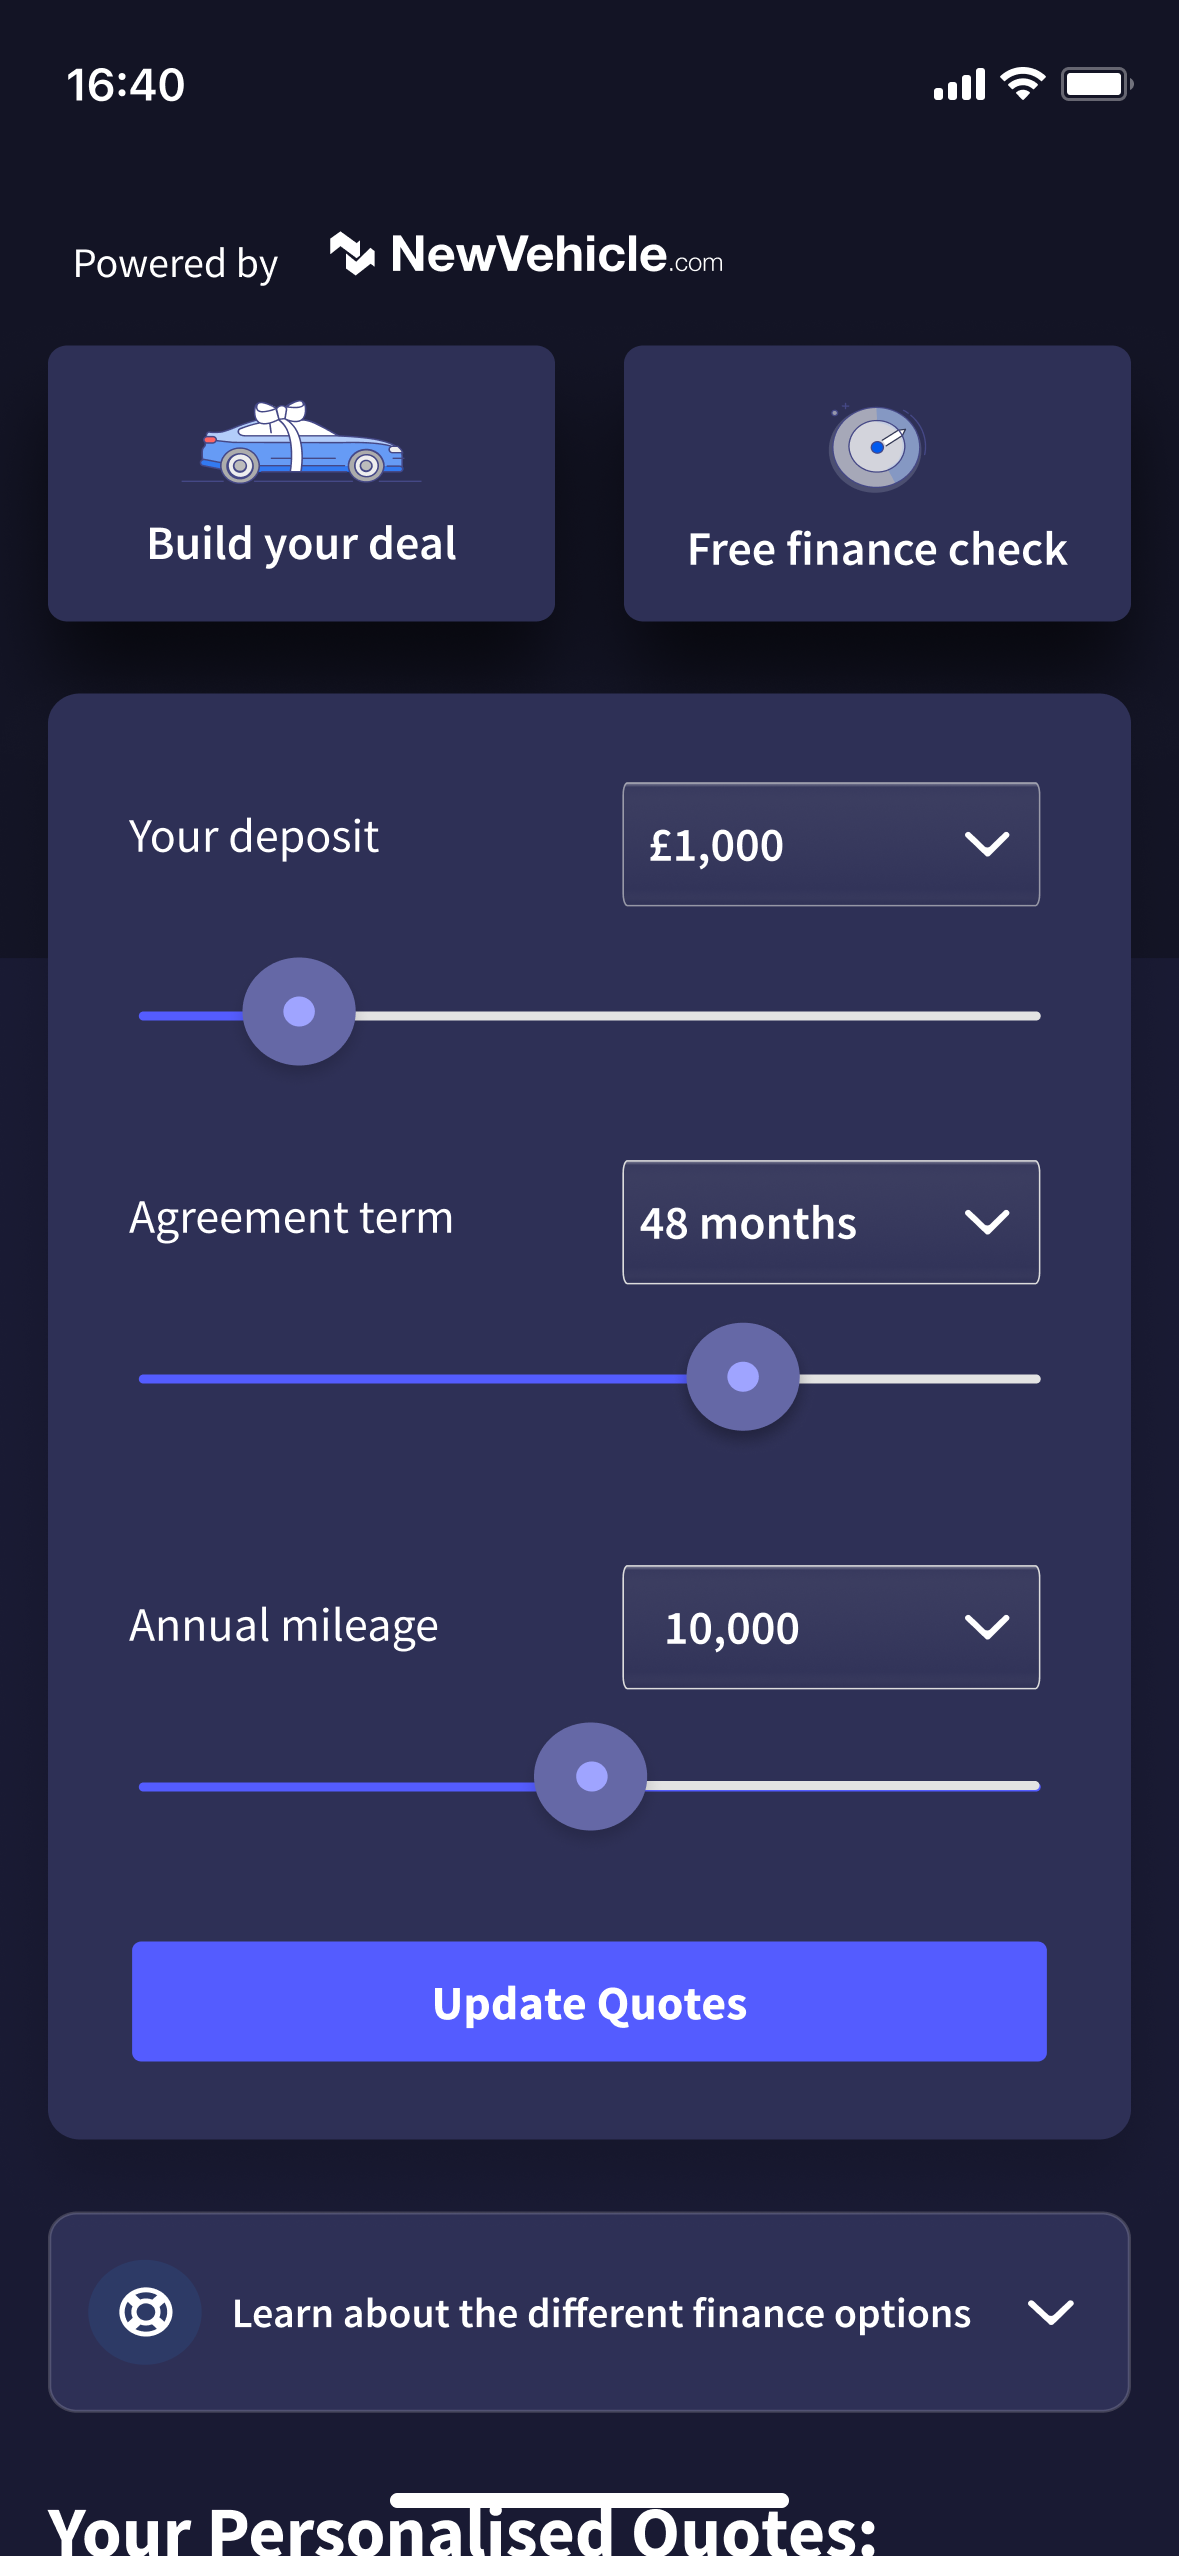 16:40
Powered by NewVehicle.com
Build your deal
Free finance check
Your deposit
£1,000
Agreement term
48 months
Annual mileage
10,000
Update Quotes
Learn about the different finance options
Your Personalised Quotes: